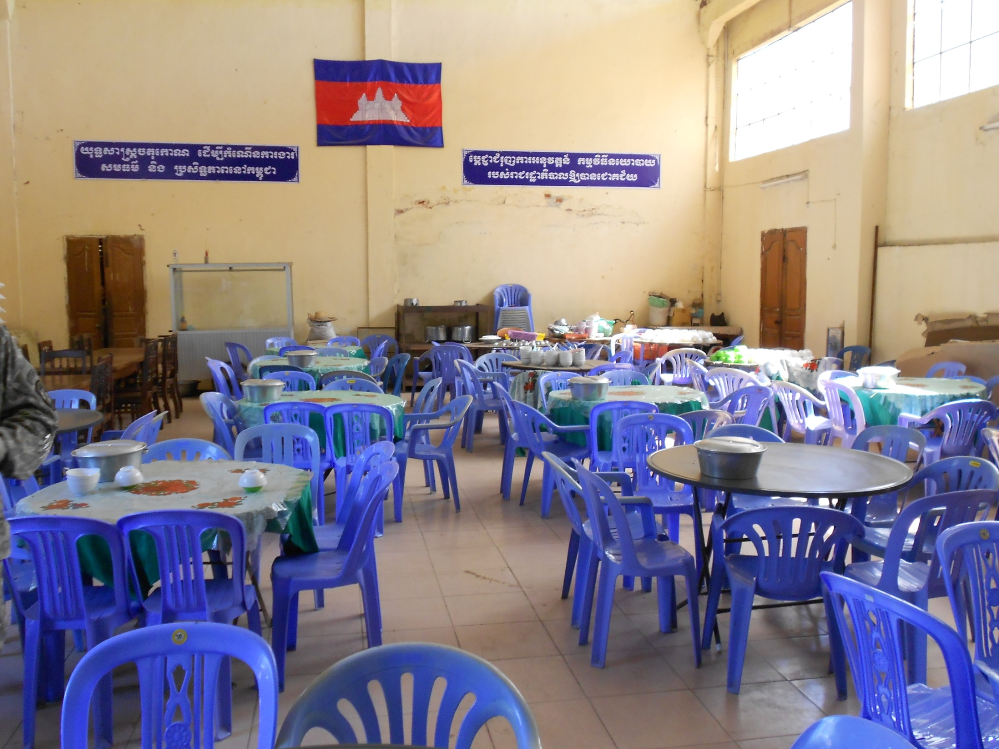 យុទ្ធសាស្ត្រចតុកោណ ដើម្បីកំណើនការងារ
សមធម៌ និង ប្រសិទ្ធភាពនៅកម្ពុជា
ប្តេជ្ញាជំរុញការអនុវត្តន៍ កម្មវិធីនយោបាយ
របស់រាជរដ្ឋាភិបាលឱ្យបានជោគជ័យ